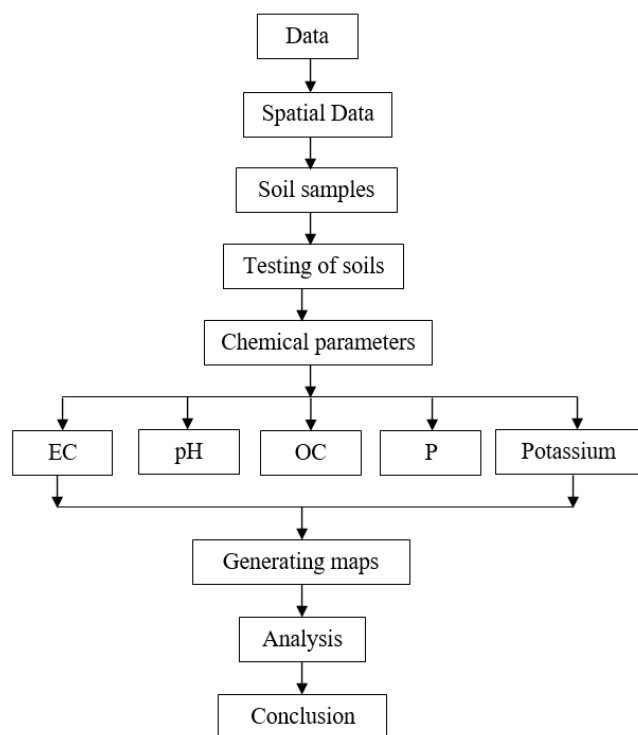 Data
Spatial Data
Soil samples
Testing of soils
Chemical parameters
EC
pH
OC
P
Potassium
Generating maps
Analysis
Conclusion